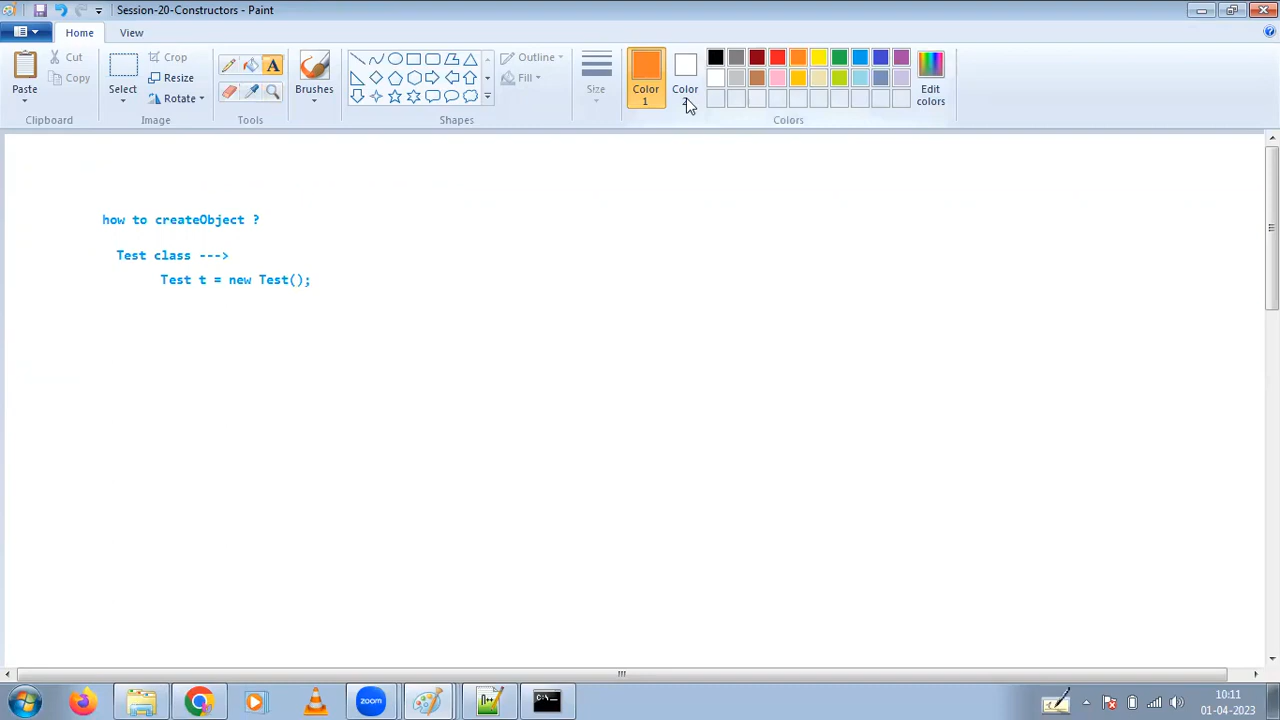 Session-20-Constructors - Paint
Home View
Paste
Cut
Copy
Clipboard
Select
Crop
Resize
Rotate
Image
Tools
Brushes
Shapes
Outline
Fill
Size
Color 1
Color 2
Edit colors
Colors
how to createObject ?
Test class --->
Test t = new Test();
zoom
C:\_
10:11
01-04-2023